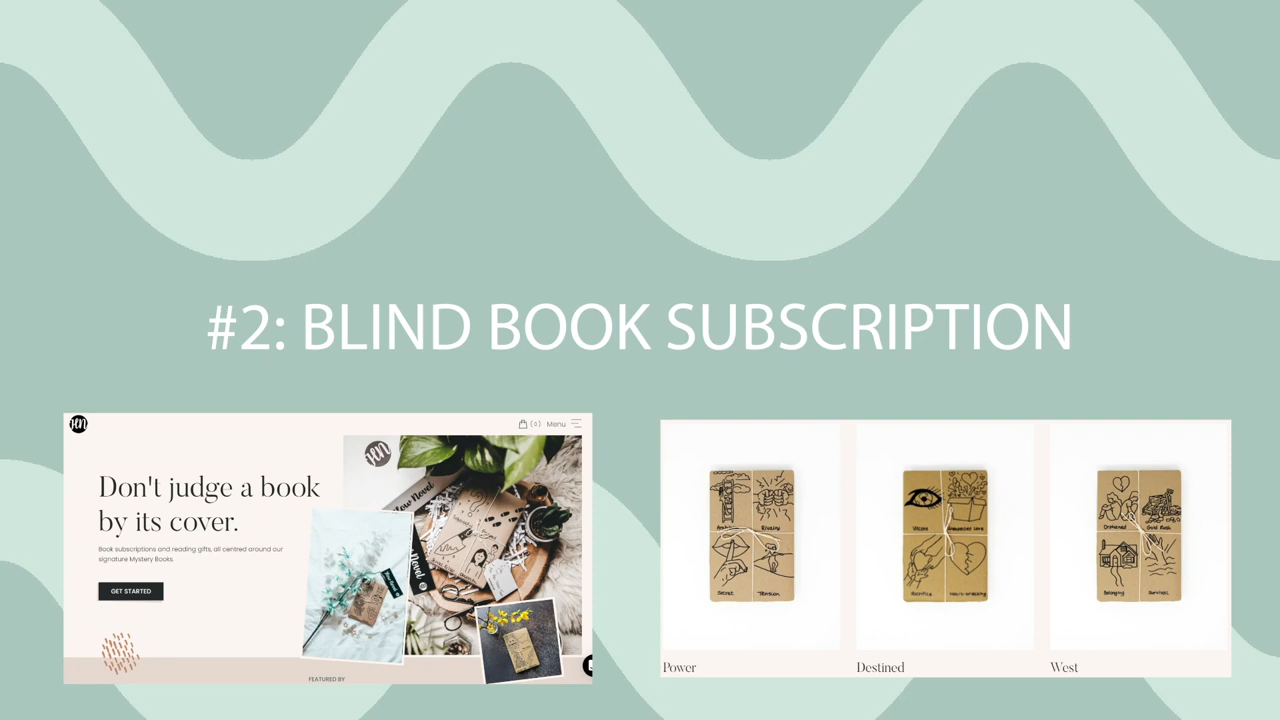 #2: BLIND BOOK SUBSCRIPTION
(0) Menu
Don't judge a book
by its cover.
Book subscriptions and reading gifts, all centred around our
signature Mystery Books.
GET STARTED
FEATURED BY
Rivalry
Secret
Tension
Unexpected Love
Sacrifice
Heart-breaking
Orphaned
Gold Rush
Belonging
Survival
Power
Destined
West